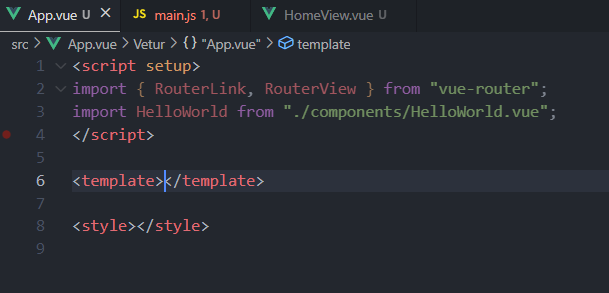 App.vue U ✕ JS main.js 1, U HomeView.vue U
src > App.vue > Vetur > {} "App.vue" > template
1 <script setup>
2 import { RouterLink, RouterView } from "vue-router";
3 import HelloWorld from "./components/HelloWorld.vue";
4 </script>
5
6 <template></template>
7
8 <style></style>
9